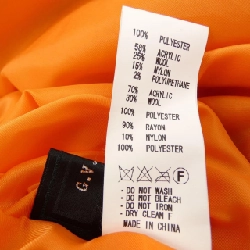 100% POLYESTER
58% ACRYLIC
25% WOOL
15% NYLON
2% POLYURETHANE
70% ACRYLIC
30% WOOL
100% POLYESTER
90% RAYON
10% NYLON
100% POLYESTER
F
- DO NOT WASH
- DO NOT BLEACH
- DO NOT IRON
- DRY CLEAN
MADE IN CHINA
G.V.